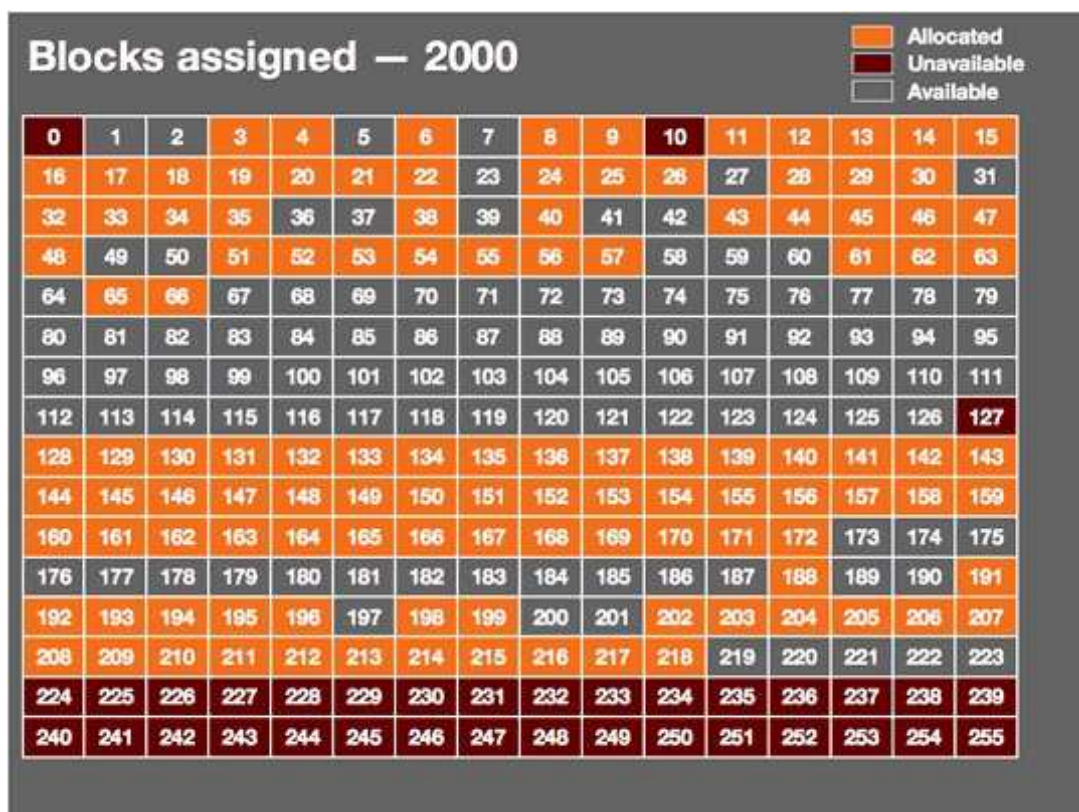 Blocks assigned — 2000
Allocated
Unavailable
Available
0 1 2 3 4 5 6 7 8 9 10 11 12 13 14 15
16 17 18 19 20 21 22 23 24 25 26 27 28 29 30 31
32 33 34 35 36 37 38 39 40 41 42 43 44 45 46 47
48 49 50 51 52 53 54 55 56 57 58 59 60 61 62 63
64 65 66 67 68 69 70 71 72 73 74 75 76 77 78 79
80 81 82 83 84 85 86 87 88 89 90 91 92 93 94 95
96 97 98 99 100 101 102 103 104 105 106 107 108 109 110 111
112 113 114 115 116 117 118 119 120 121 122 123 124 125 126 127
128 129 130 131 132 133 134 135 136 137 138 139 140 141 142 143
144 145 146 147 148 149 150 151 152 153 154 155 156 157 158 159
160 161 162 163 164 165 166 167 168 169 170 171 172 173 174 175
176 177 178 179 180 181 182 183 184 185 186 187 188 189 190 191
192 193 194 195 196 197 198 199 200 201 202 203 204 205 206 207
208 209 210 211 212 213 214 215 216 217 218 219 220 221 222 223
224 225 226 227 228 229 230 231 232 233 234 235 236 237 238 239
240 241 242 243 244 245 246 247 248 249 250 251 252 253 254 255